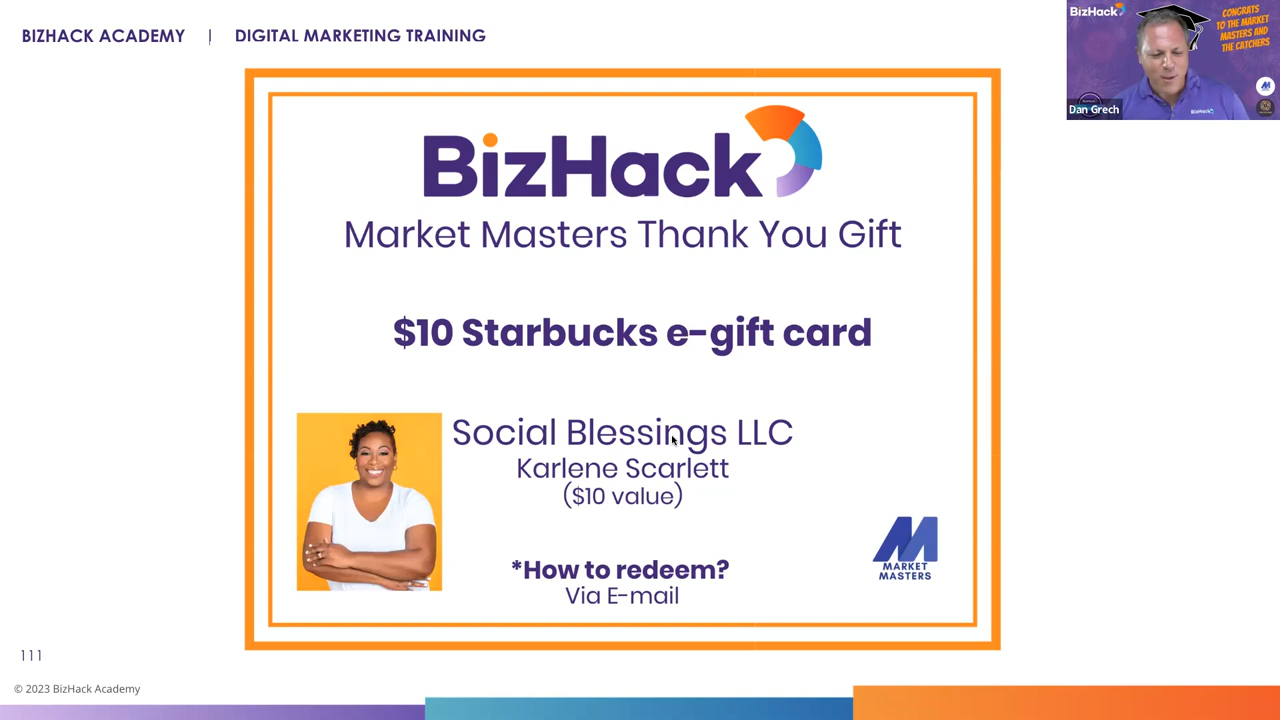 BIZHACK ACADEMY | DIGITAL MARKETING TRAINING
BizHack
CONGRATS
TO THE MARKET
MASTERS AND
THE CATCHERS
Dan Grech
BizHack
BizHack
Market Masters Thank You Gift
$10 Starbucks e-gift card
Social Blessings LLC
Karlene Scarlett
($10 value)
*How to redeem?
Via E-mail
MARKET
MASTERS
111
© 2023 BizHack Academy